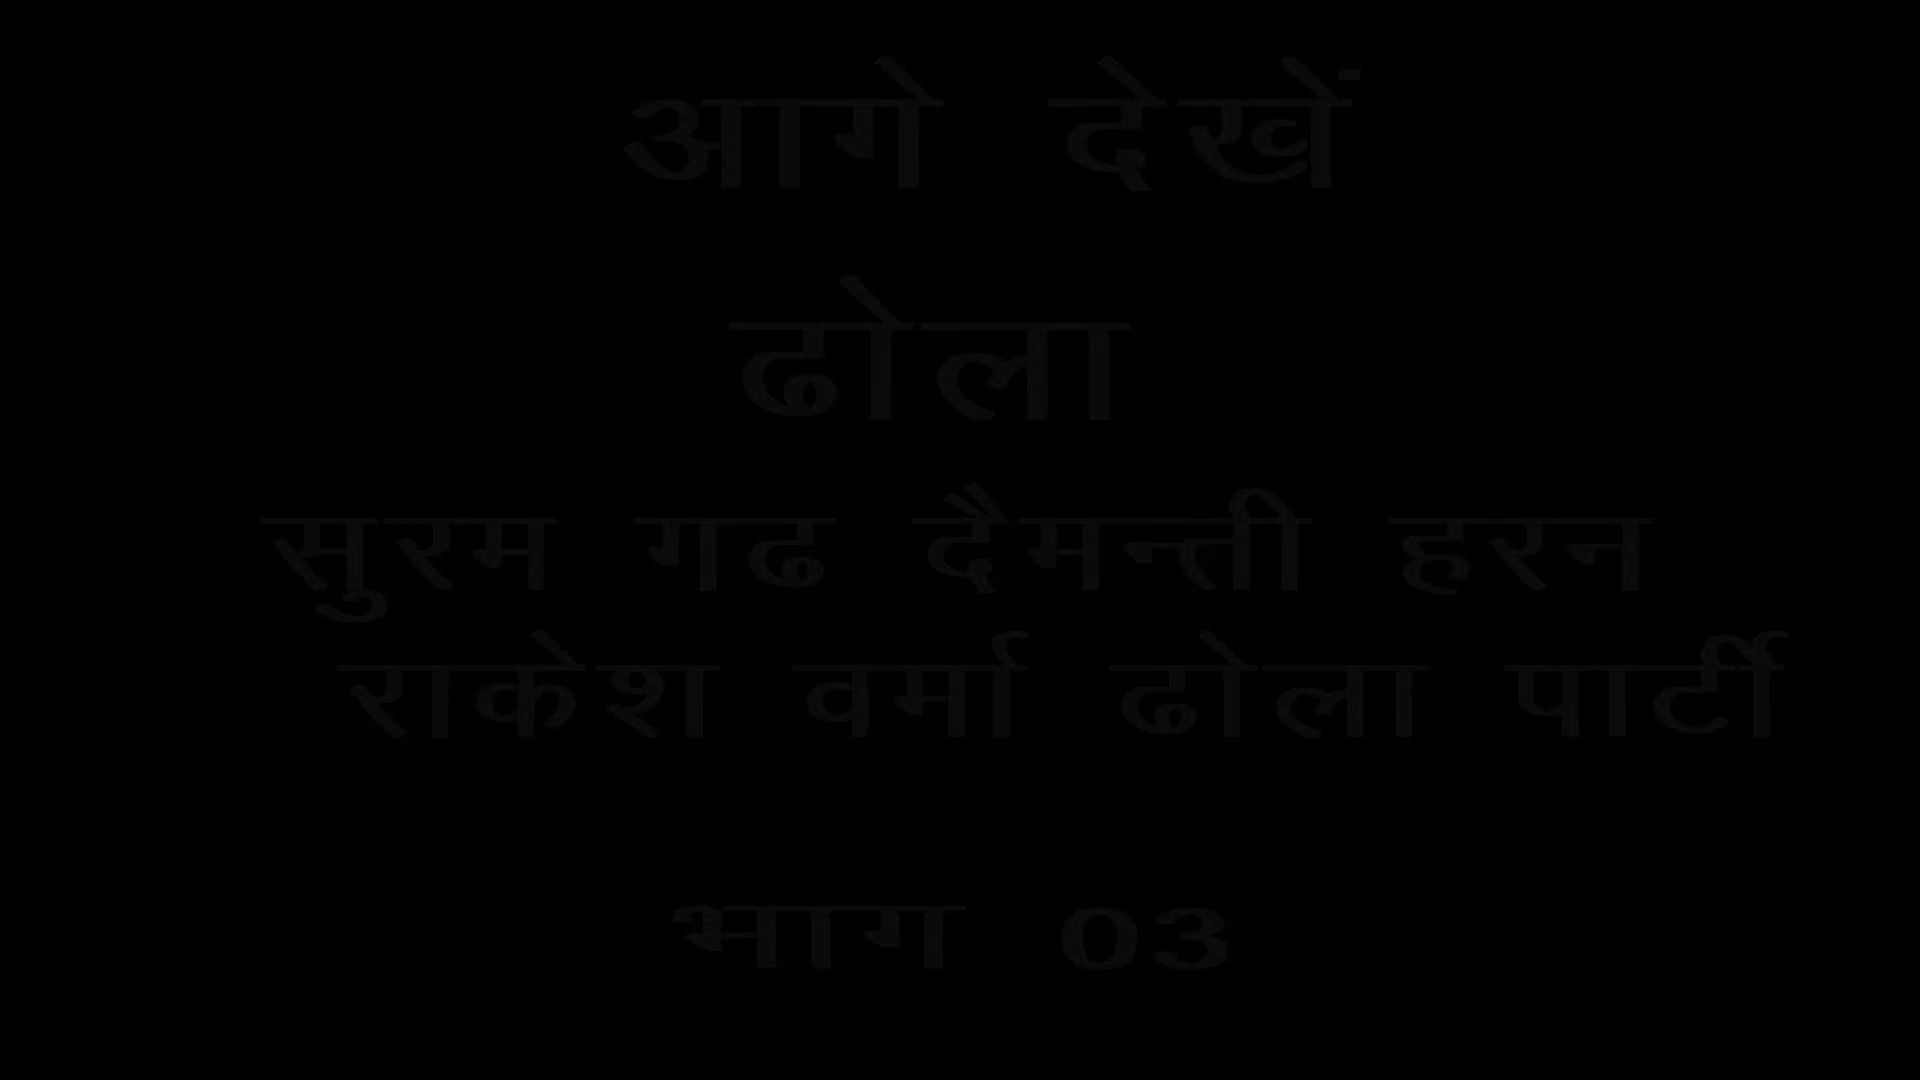 आगे देखें
ढोला
सुरम गढ दैमन्ती हरन
राकेश वर्मा ढोला पार्टी
भाग 03